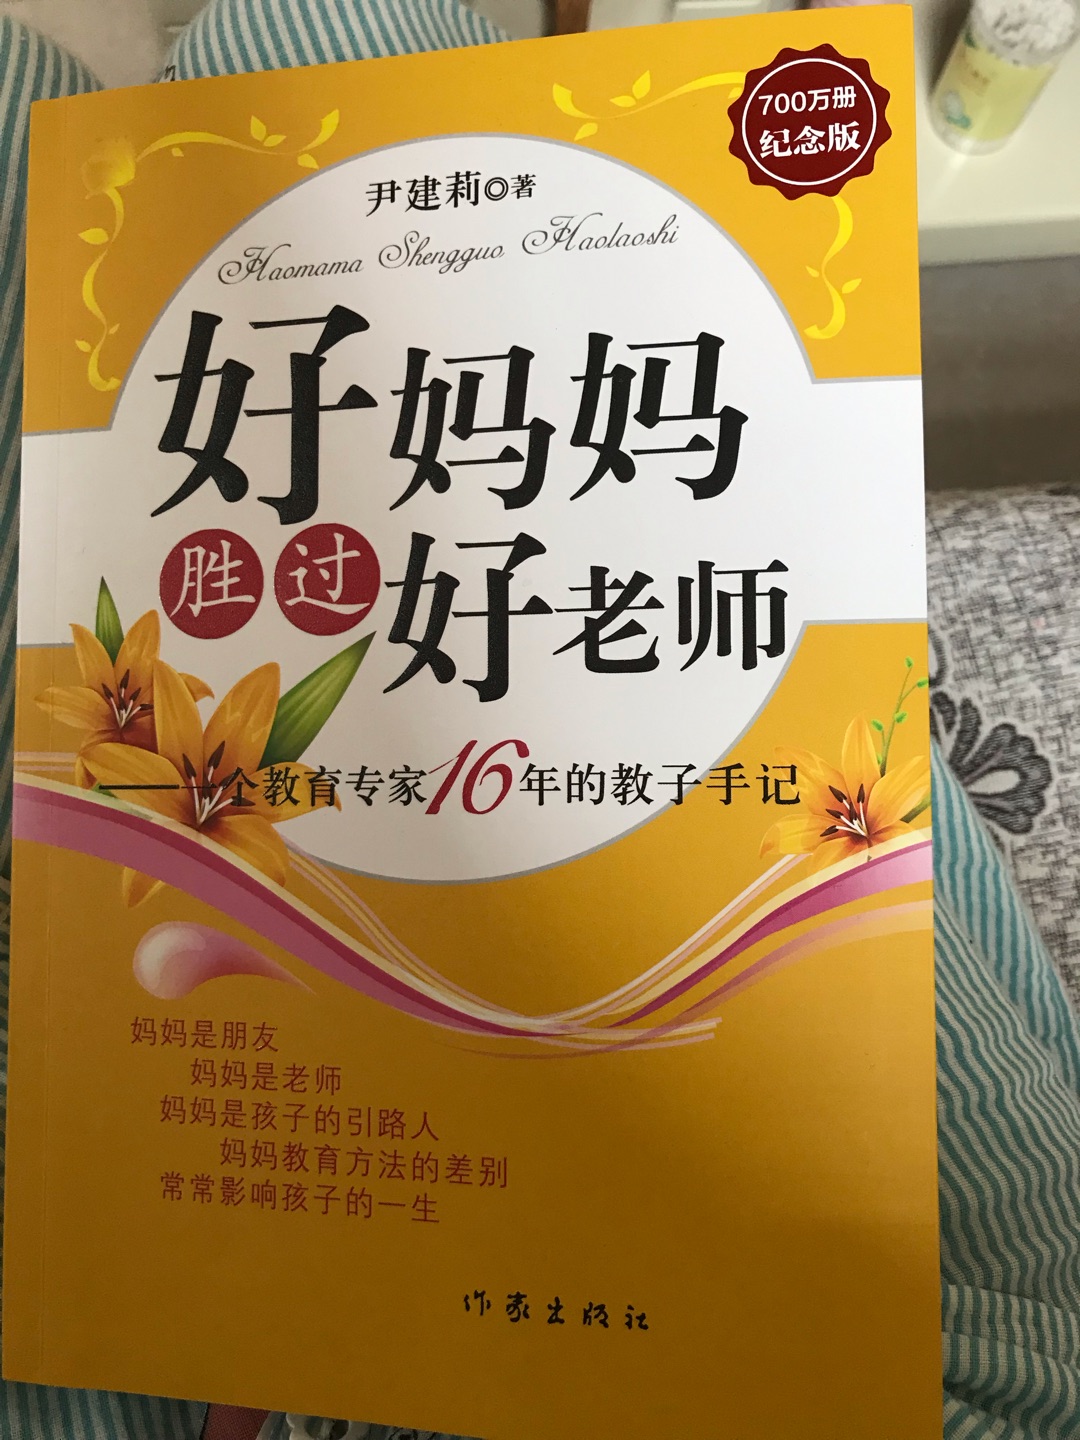 700万册
纪念版
尹建莉◎著
Haomama Shengguo Haolaoshi
好妈妈
胜过好老师
——一个教育专家16年的教子手记
妈妈是朋友
妈妈是老师
妈妈是孩子的引路人
妈妈教育方法的差别
常常影响孩子的一生
作家出版社